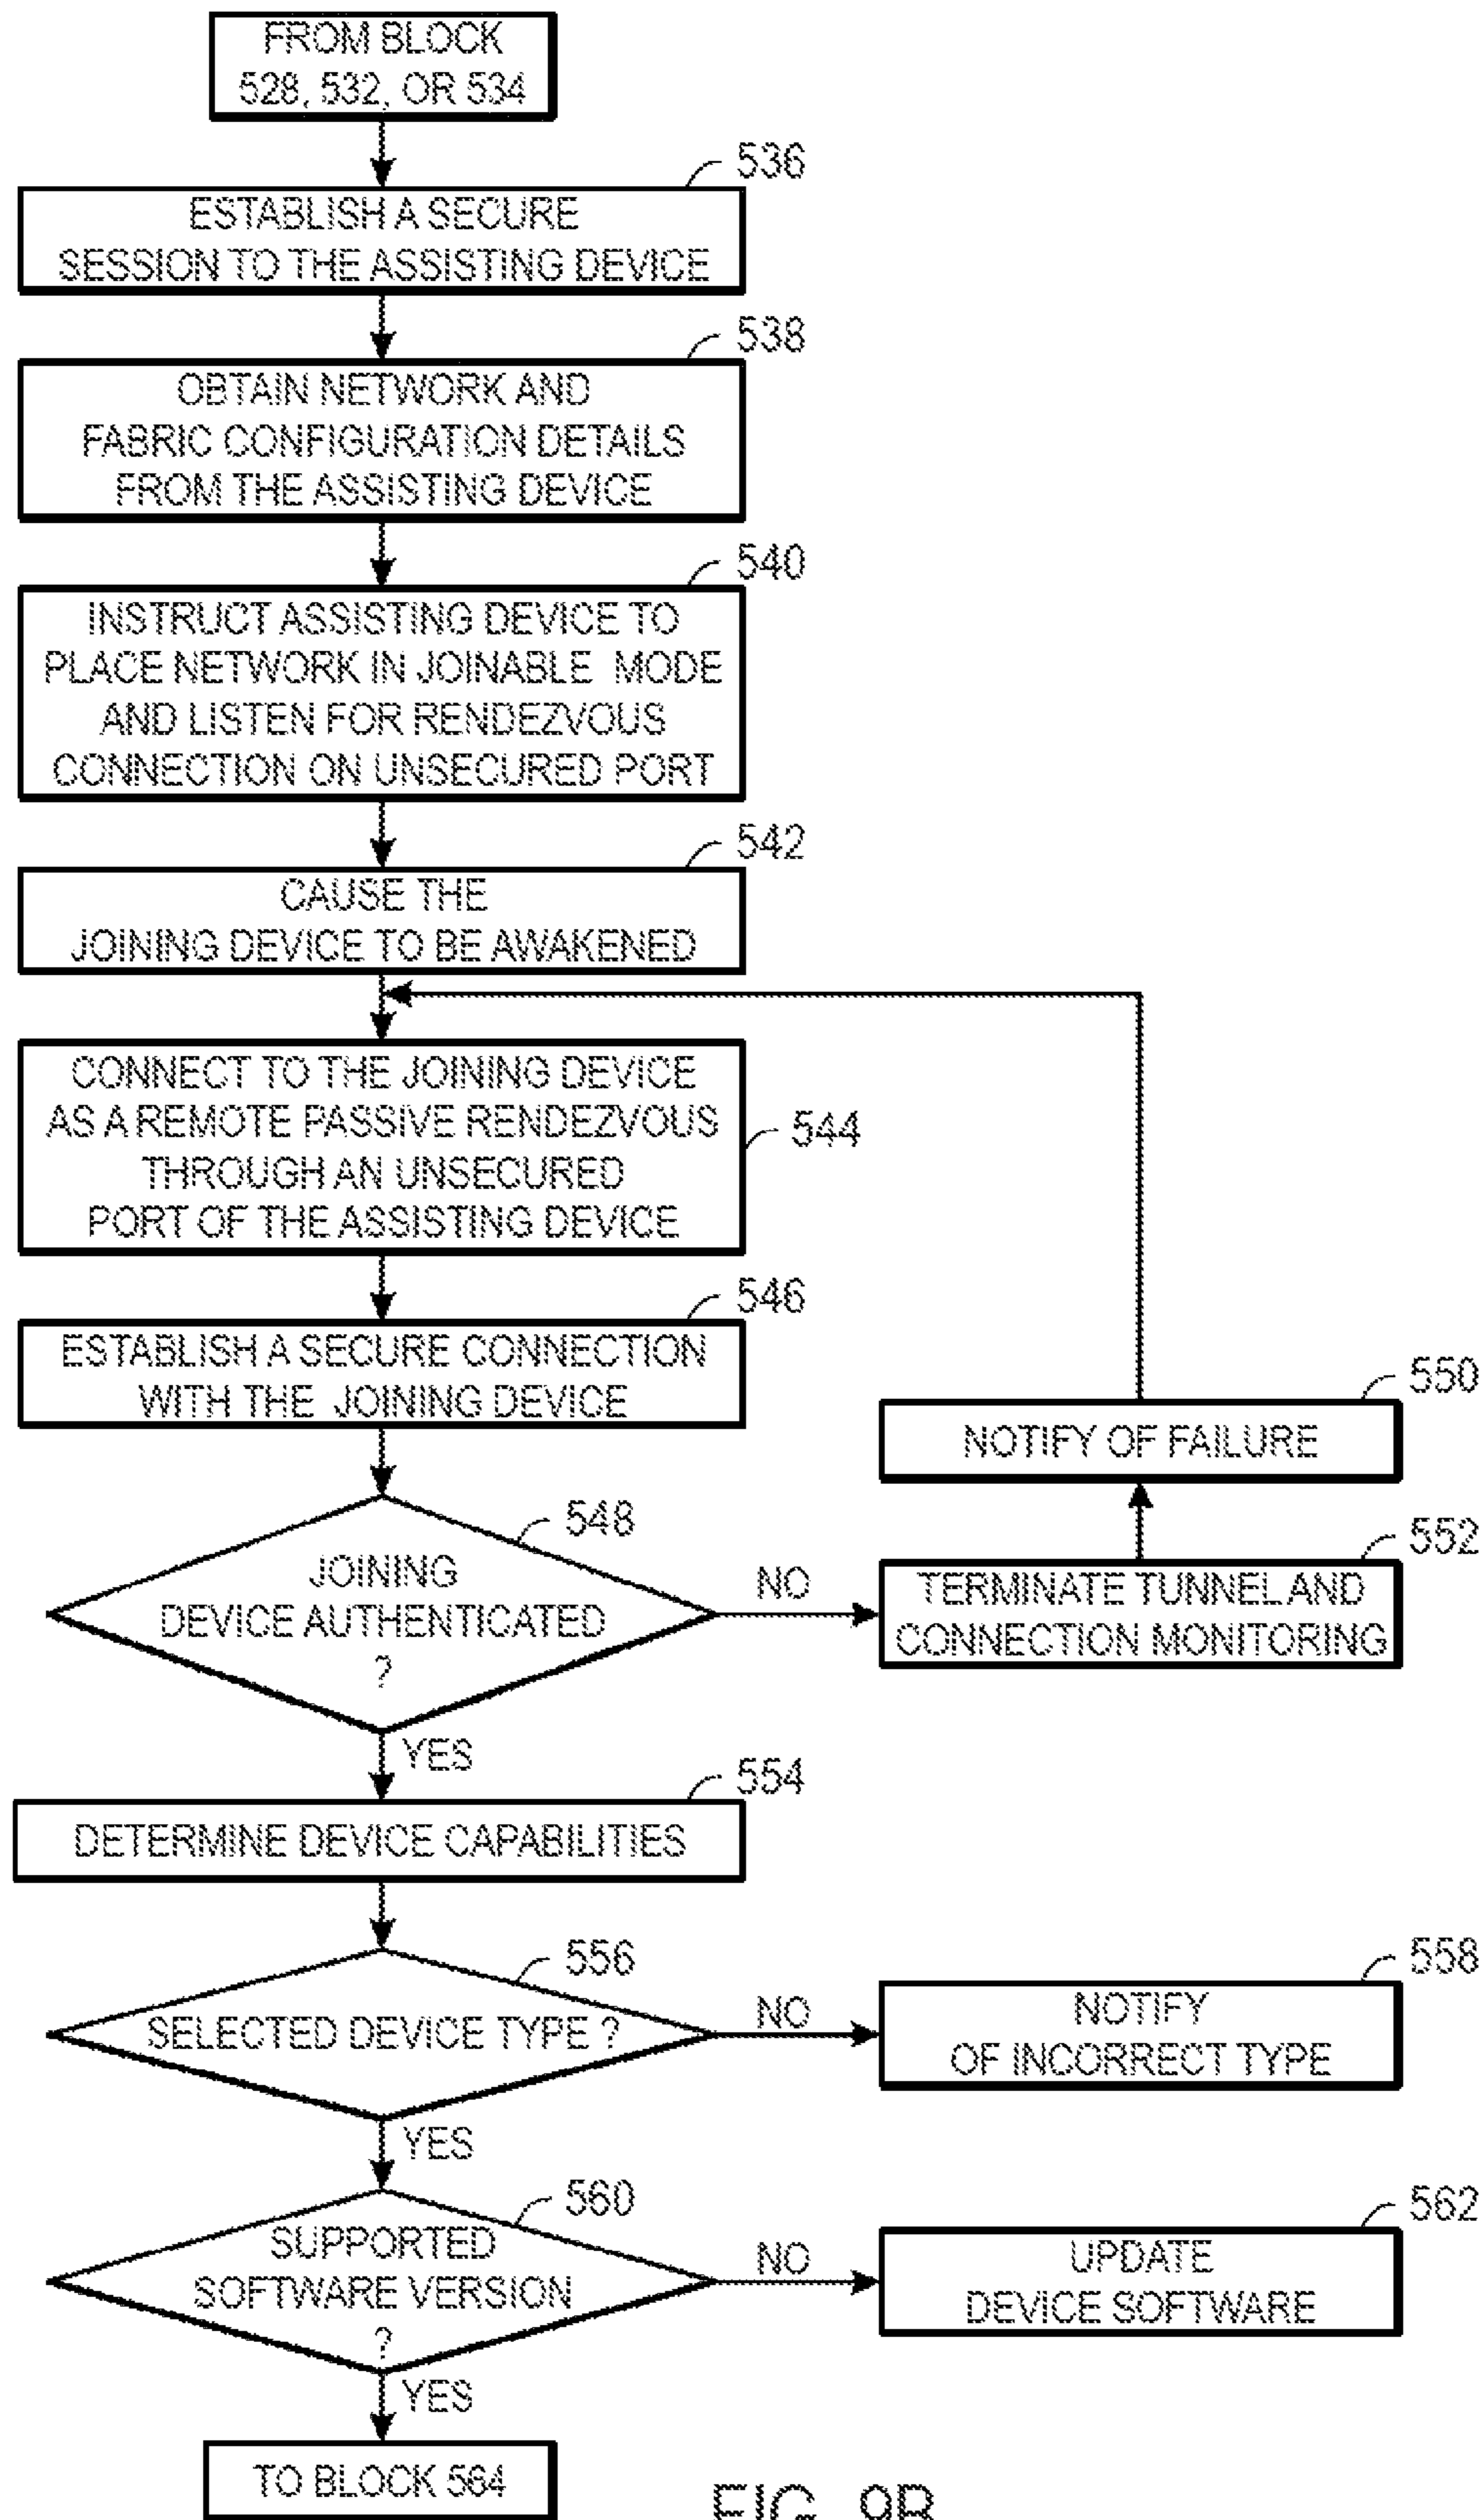 FROM BLOCK
528, 532, OR 534
536
ESTABLISH A SECURE
SESSION TO THE ASSISTING DEVICE
538
OBTAIN NETWORK AND
FABRIC CONFIGURATION DETAILS
FROM THE ASSISTING DEVICE
540
INSTRUCT ASSISTING DEVICE TO
PLACE NETWORK IN JOINABLE MODE
AND LISTEN FOR RENDEZVOUS
CONNECTION ON UNSECURED PORT
542
CAUSE THE
JOINING DEVICE TO BE AWAKENED
CONNECT TO THE JOINING DEVICE
AS A REMOTE PASSIVE RENDEZVOUS
THROUGH AN UNSECURED
PORT OF THE ASSISTING DEVICE
544
546
ESTABLISH A SECURE CONNECTION
WITH THE JOINING DEVICE
550
NOTIFY OF FAILURE
548
JOINING
DEVICE AUTHENTICATED
?
NO
552
TERMINATE TUNNEL AND
CONNECTION MONITORING
YES
554
DETERMINE DEVICE CAPABILITIES
556
SELECTED DEVICE TYPE ?
NO
558
NOTIFY
OF INCORRECT TYPE
YES
560
SUPPORTED
SOFTWARE VERSION
?
NO
562
UPDATE
DEVICE SOFTWARE
YES
TO BLOCK 564
FIG. 9B